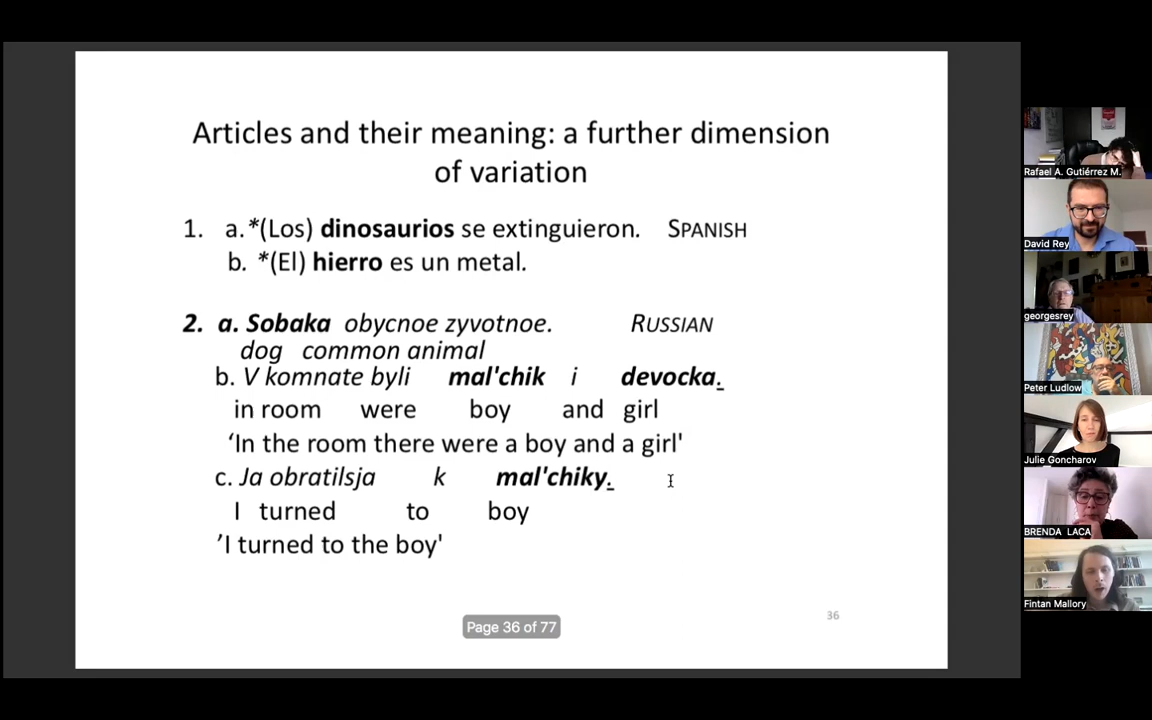 Articles and their meaning: a further dimension
of variation
1. a.*(Los) dinosaurios se extinguieron. SPANISH
b. *(El) hierro es un metal.
2. a. Sobaka obycnoe zyvotnoe. RUSSIAN
dog common animal
b. V komnate byli mal'chik i devocka.
in room were boy and girl
‘In the room there were a boy and a girl'
c. Ja obratilsja k mal'chiky.
I turned to boy
’I turned to the boy'
36
Page 36 of 77
Rafael A. Gutiérrez M.
David Rey
georgesrey
Peter Ludlow
Julie Goncharov
BRENDA LACA
Fintan Mallory